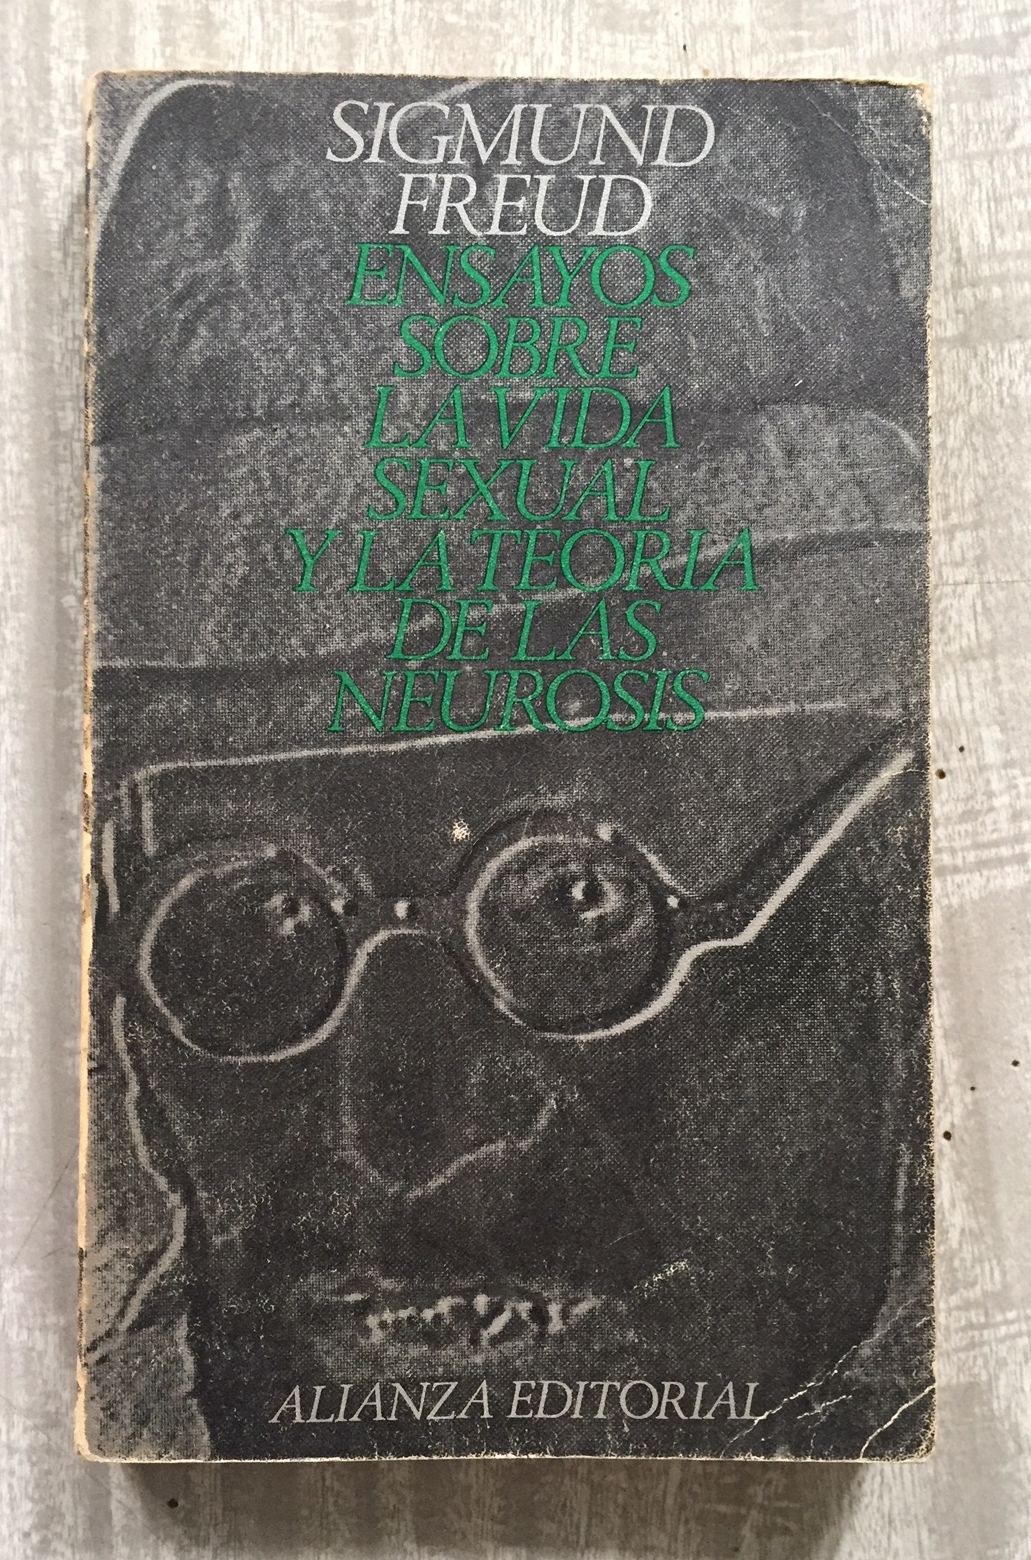 SIGMUND
FREUD
ENSAYOS
SOBRE
LA VIDA
SEXUAL
Y LA TEORIA
DE LAS
NEUROSIS
ALIANZA EDITORIAL